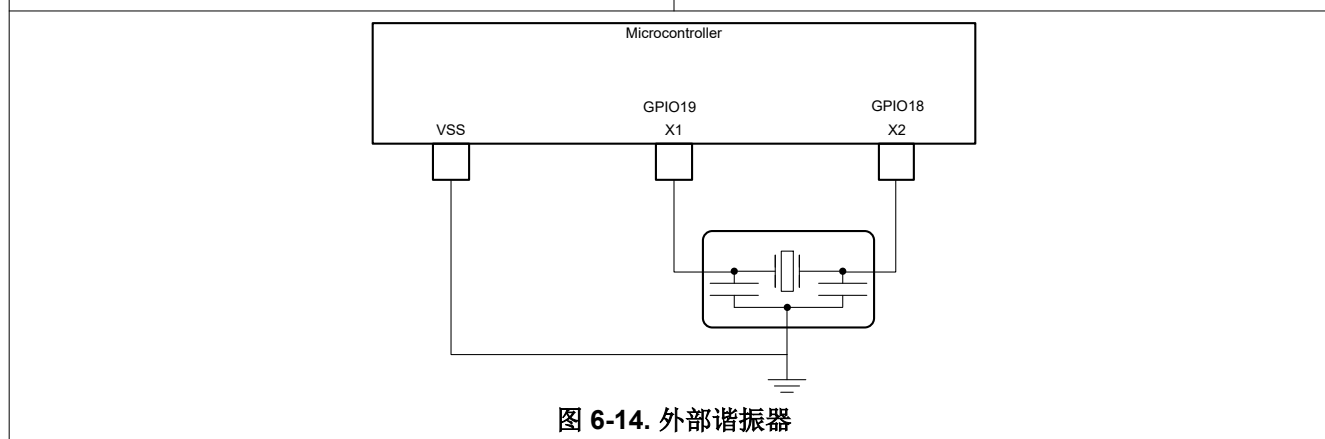 Microcontroller
GPIO19
GPIO18
VSS
X1
X2
图 6-14. 外部谐振器